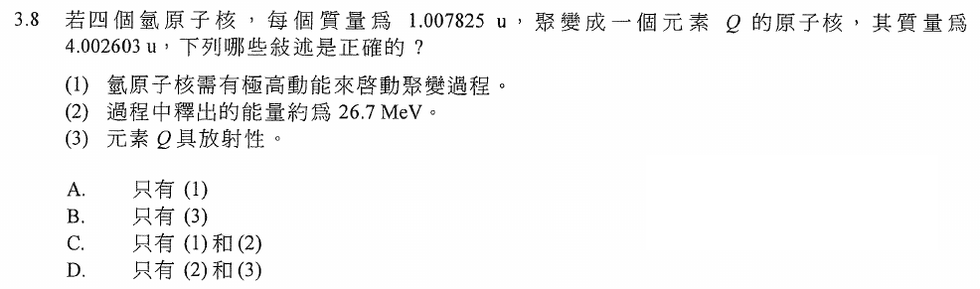 3.8 若四個氫原子核，每個質量爲 1.007825 u，聚變成一個元素 Q 的原子核，其質量爲
4.002603 u，下列哪些敍述是正確的？
(1) 氫原子核需有極高動能來啓動聚變過程。
(2) 過程中釋出的能量約爲 26.7 MeV。
(3) 元素 Q 具放射性。
A. 只有 (1)
B. 只有 (3)
C. 只有 (1) 和 (2)
D. 只有 (2) 和 (3)